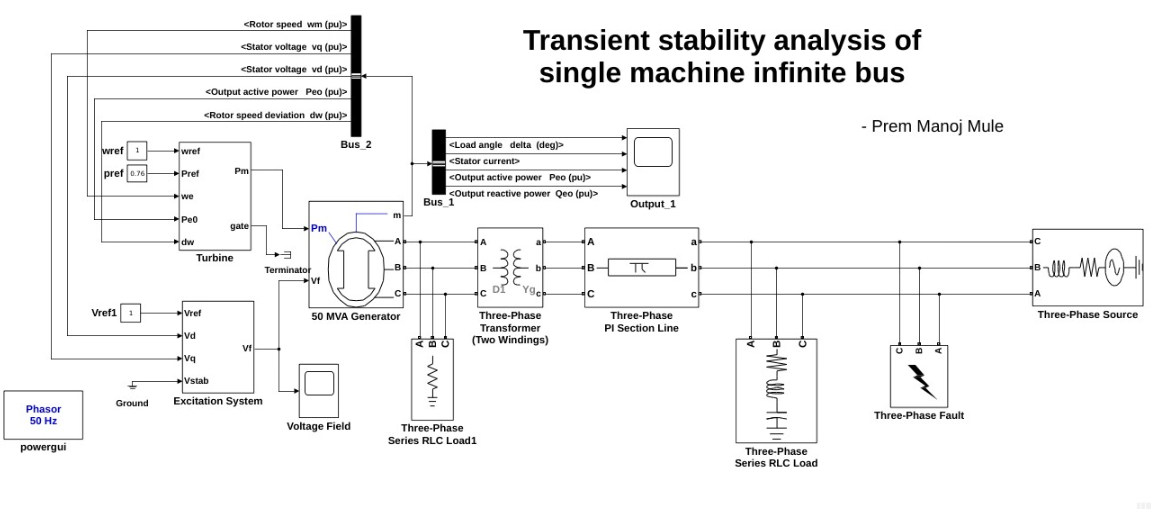 Transient stability analysis of
single machine infinite bus
- Prem Manoj Mule
<Rotor speed wm (pu)>
<Stator voltage vq (pu)>
<Stator voltage vd (pu)>
<Output active power Peo (pu)>
<Rotor speed deviation dw (pu)>
Bus_2
<Load angle delta (deg)>
<Stator current>
<Output active power Peo (pu)>
<Output reactive power Qeo (pu)>
Bus_1
Output_1
wref
1
pref
0.76
wref
Pref
we
Pe0
dw
Pm
gate
Turbine
Terminator
Pm
Vf
m
A
B
C
50 MVA Generator
A
B
C
a
b
c
D1
Yg
Three-Phase
Transformer
(Two Windings)
A
B
C
a
b
c
Three-Phase
PI Section Line
C
B
A
Three-Phase Source
Vref1
1
Vref
Vd
Vq
Vstab
Vf
Excitation System
Ground
Voltage Field
A
B
C
Three-Phase
Series RLC Load1
A
B
C
Three-Phase
Series RLC Load
C
B
A
Three-Phase Fault
Phasor
50 Hz
powergui